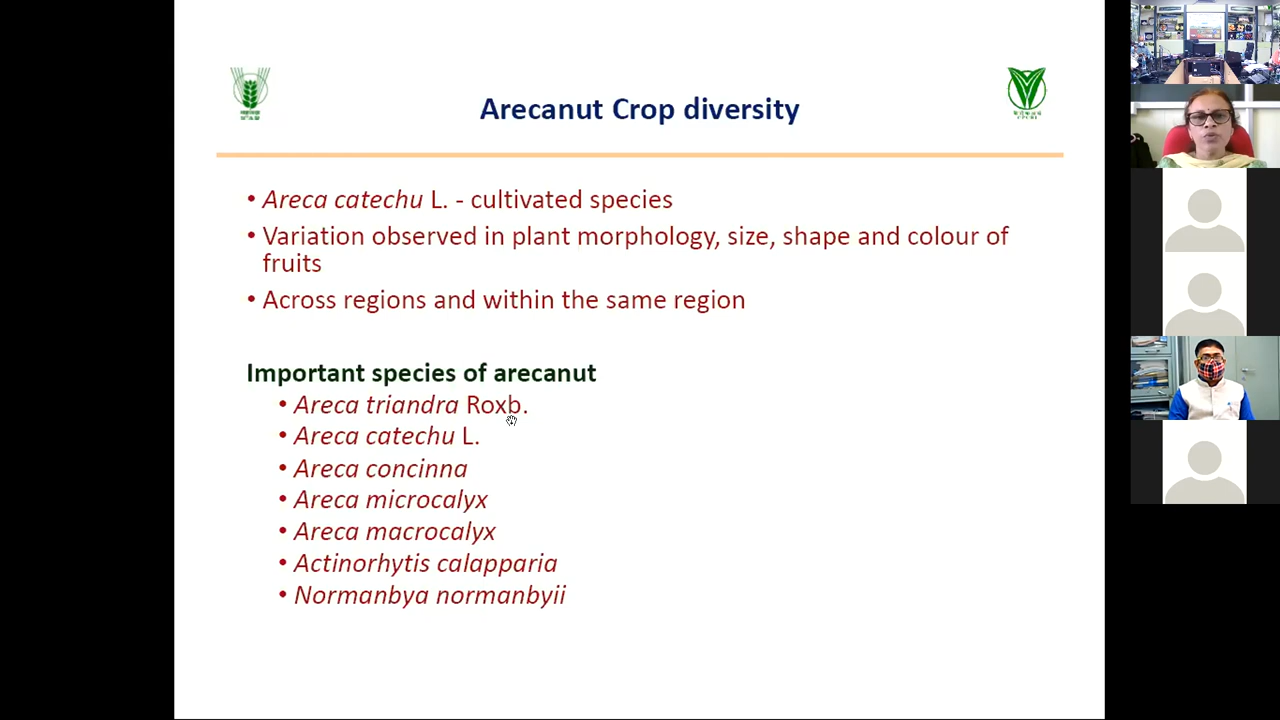 Arecanut Crop diversity
• Areca catechu L. - cultivated species
• Variation observed in plant morphology, size, shape and colour of
fruits
• Across regions and within the same region
Important species of arecanut
• Areca triandra Roxb.
• Areca catechu L.
• Areca concinna
• Areca microcalyx
• Areca macrocalyx
• Actinorhytis calapparia
• Normanbya normanbyii